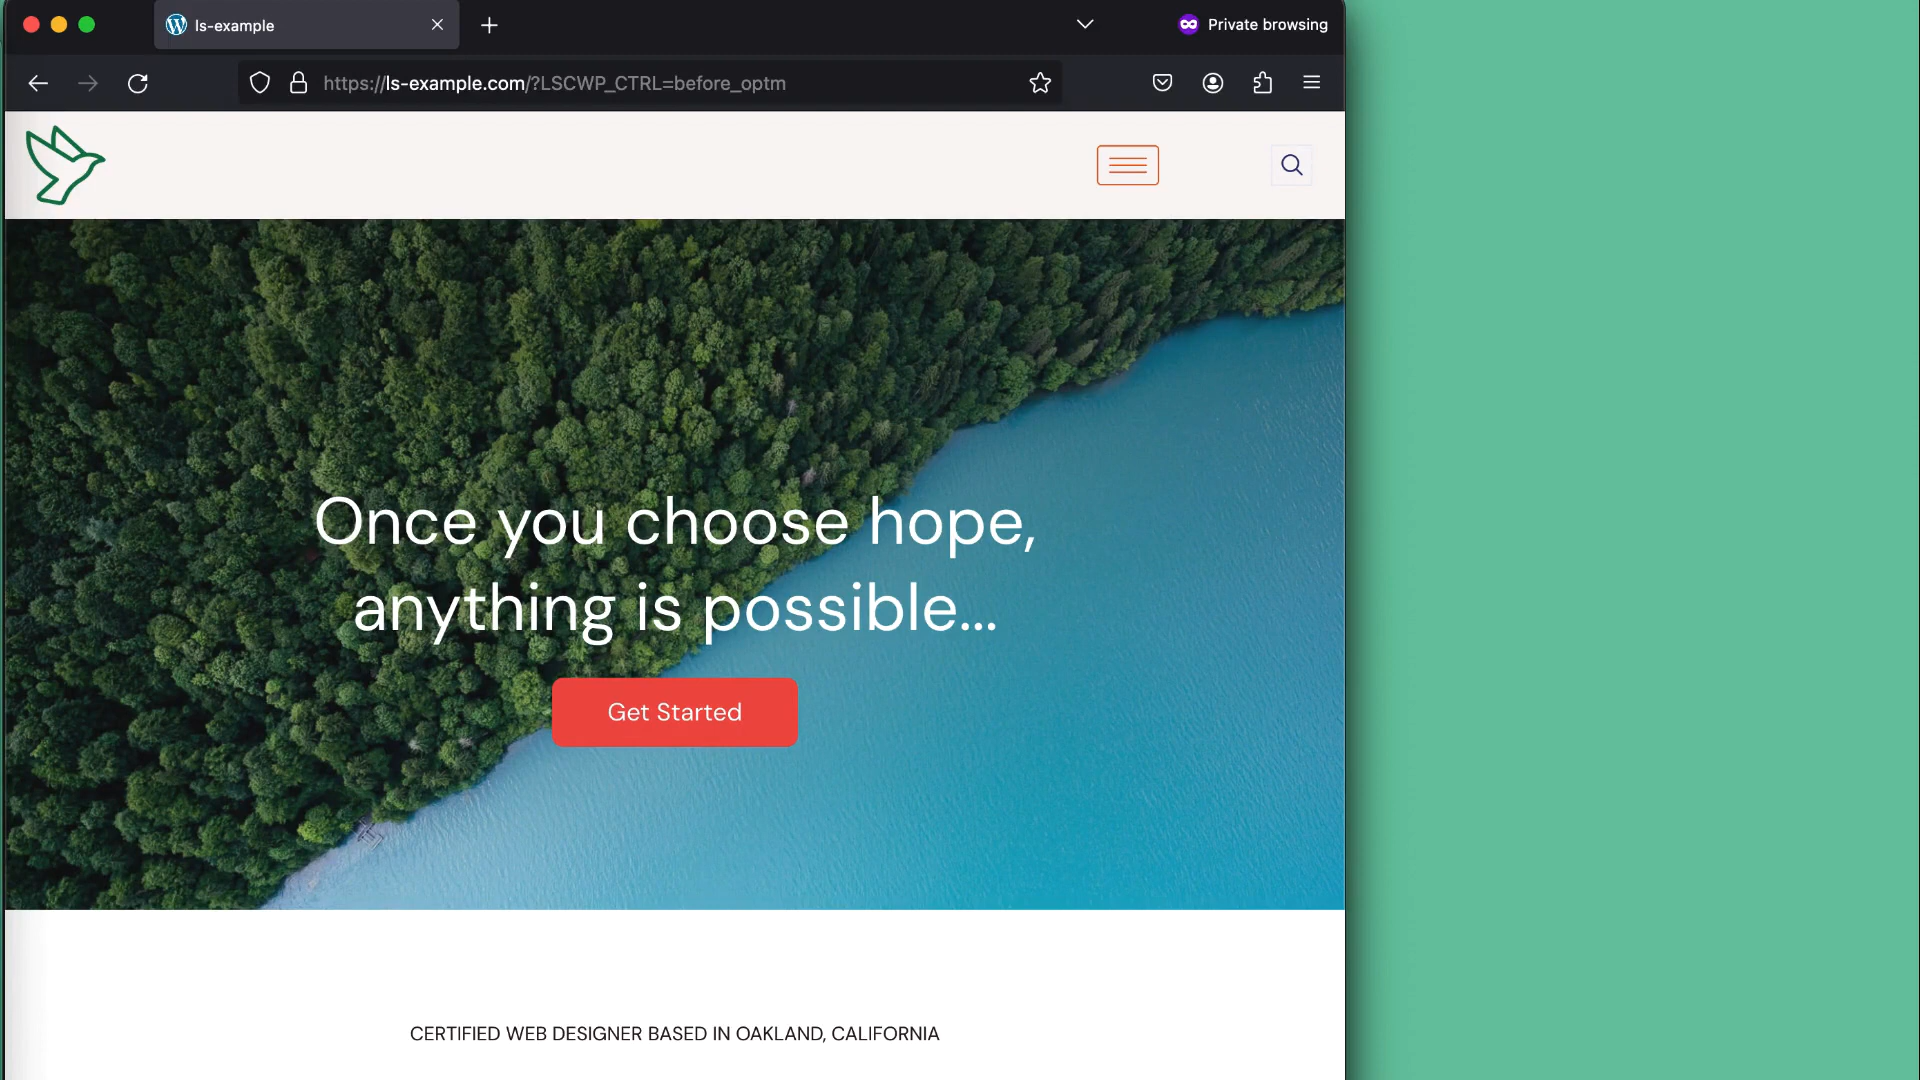 ls-example
Private browsing
https://ls-example.com/?LSCWP_CTRL=before_optm
Once you choose hope,
anything is possible...
Get Started
CERTIFIED WEB DESIGNER BASED IN OAKLAND, CALIFORNIA